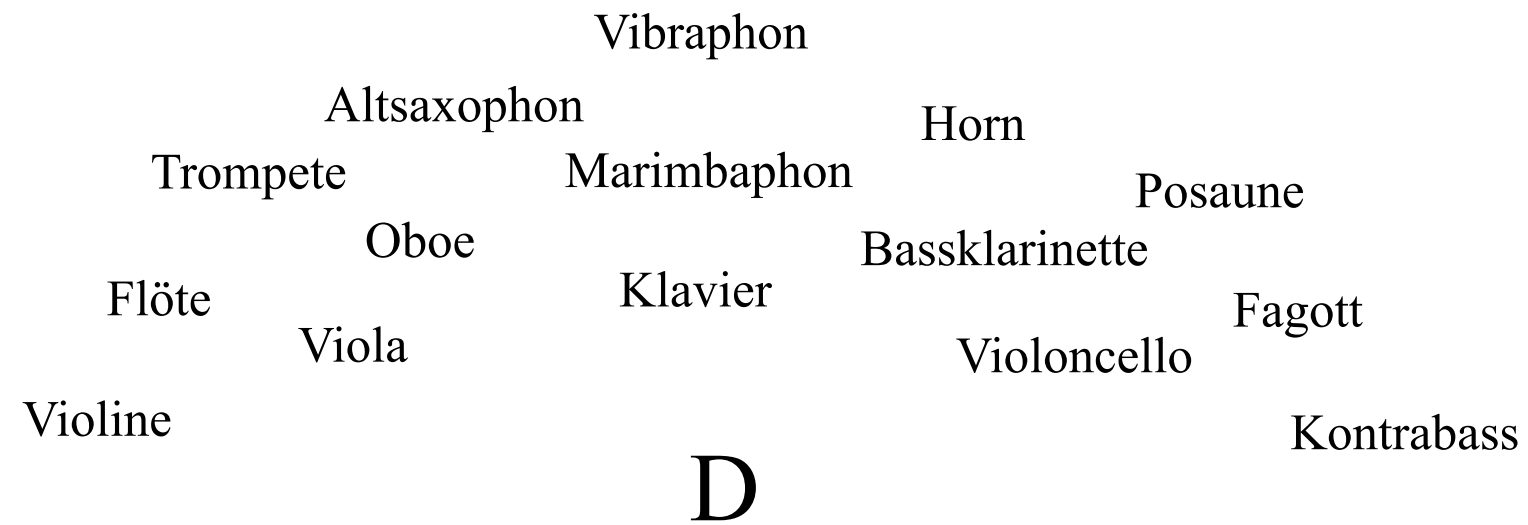 Vibraphon
Altsaxophon
Horn
Trompete
Marimbaphon
Posaune
Oboe
Bassklarinette
Flöte
Klavier
Fagott
Viola
Violoncello
Violine
Kontrabass
D